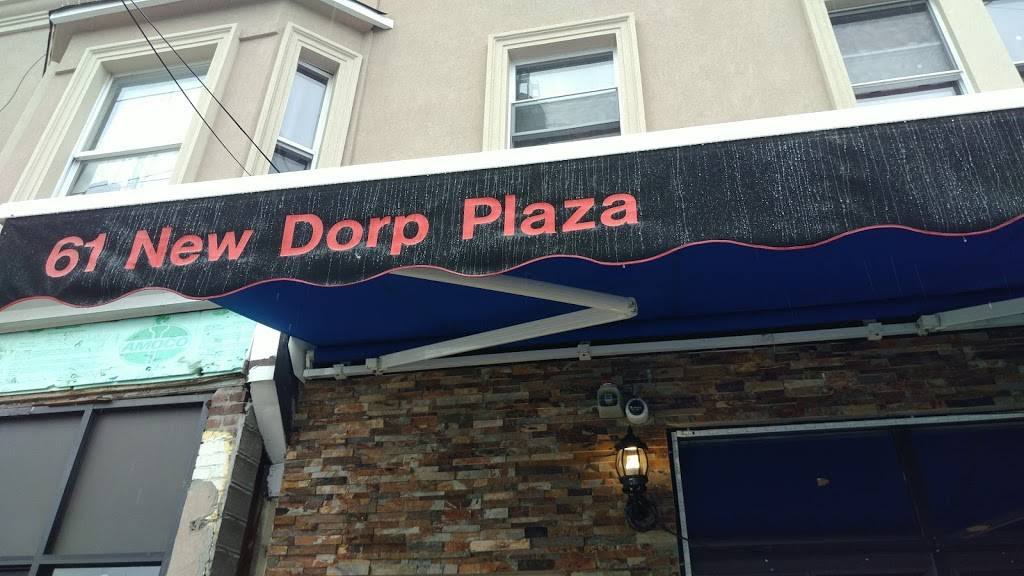 61 New Dorp Plaza
AMOCO